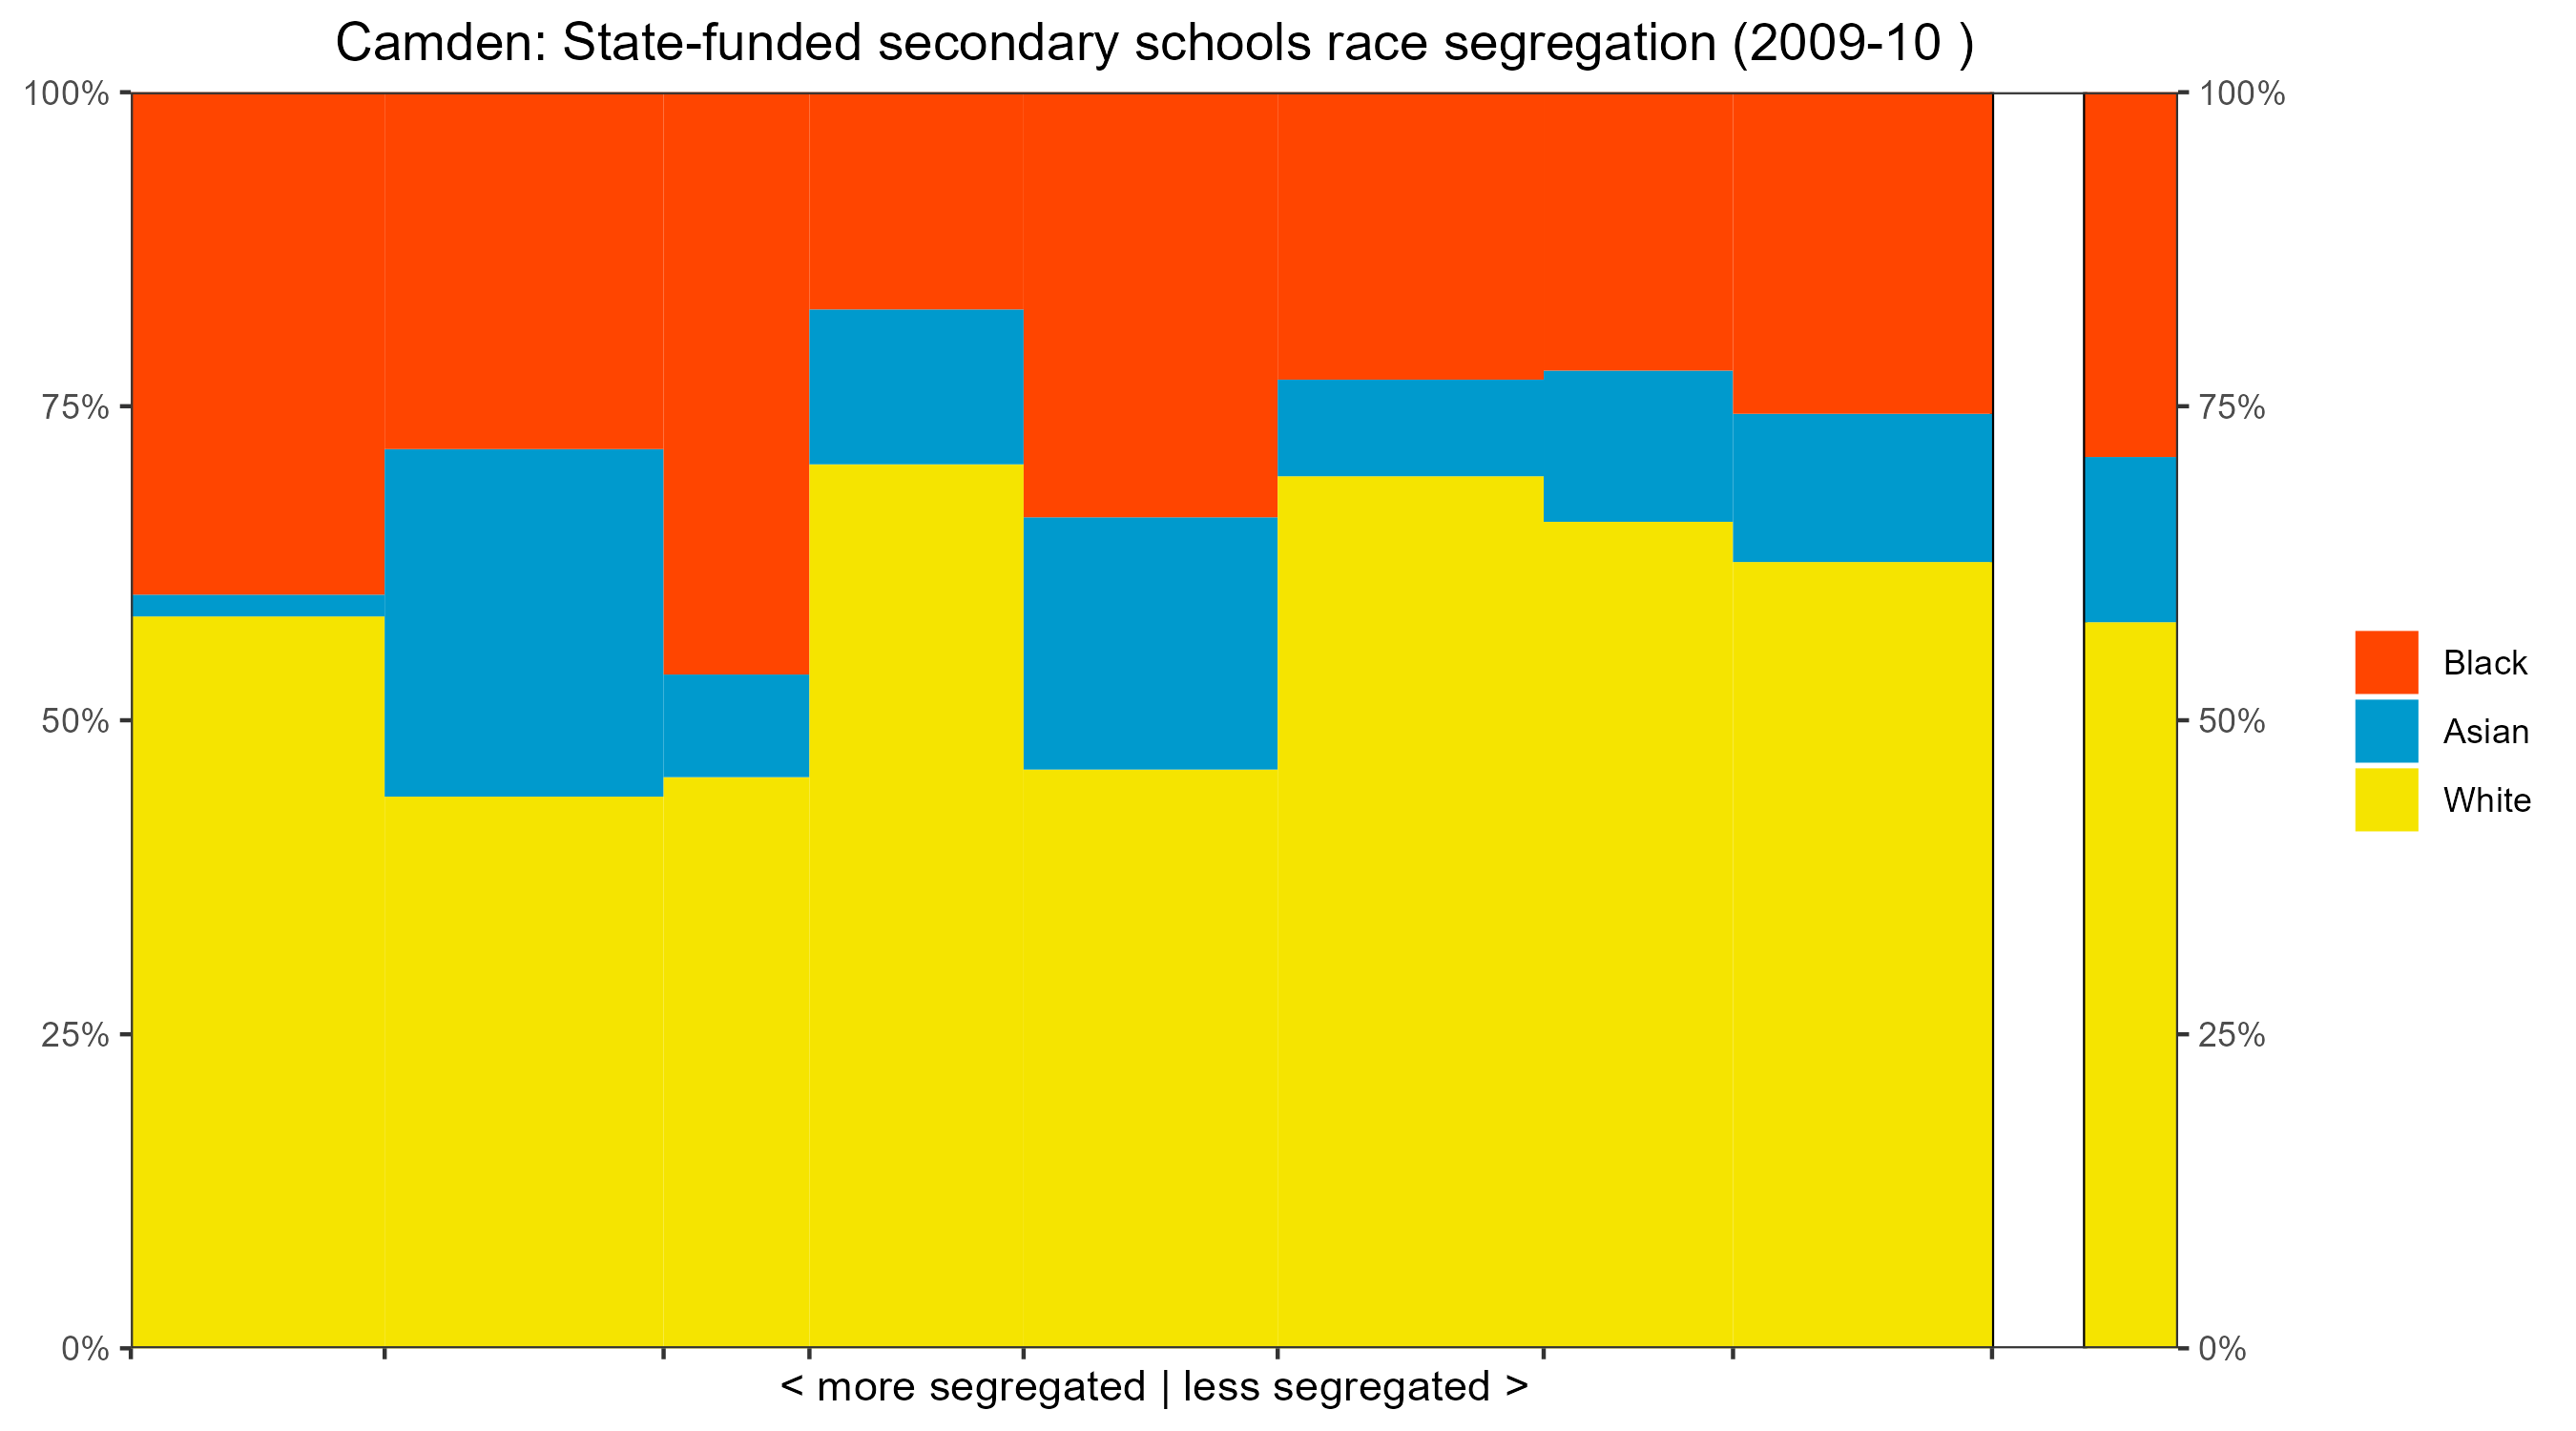 Camden: State-funded secondary schools race segregation (2009-10 )
100%
75%
50%
25%
0%
100%
75%
50%
25%
0%
< more segregated | less segregated >
Black
Asian
White